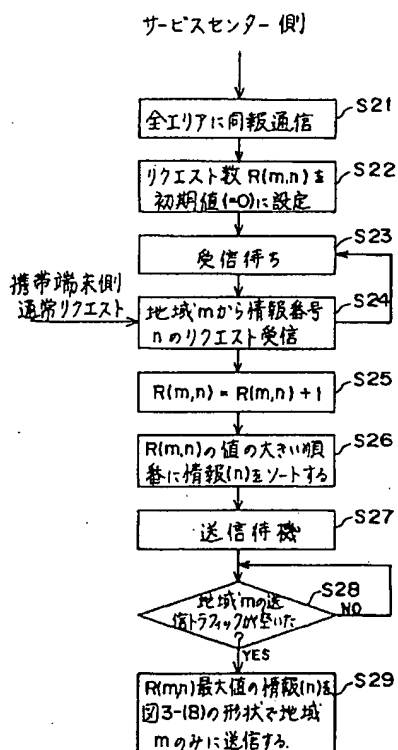 サービスセンター側
S21
全エリアに同報通信
S22
リクエスト数 R(m,n)を
初期値(=0)に設定
S23
受信待ち
携帯端末側
通常リクエスト
S24
地域mから情報番号
nのリクエスト受信
S25
R(m,n) = R(m,n) + 1
S26
R(m,n)の値の大きい順
番に情報(n)をソートする
S27
送信待機
S28
地域mの送
信トラフィックが空いた
?
NO
YES
S29
R(m,n)最大値の情報(n)を
図3-(8)の形状で地域
mのみに送信する.